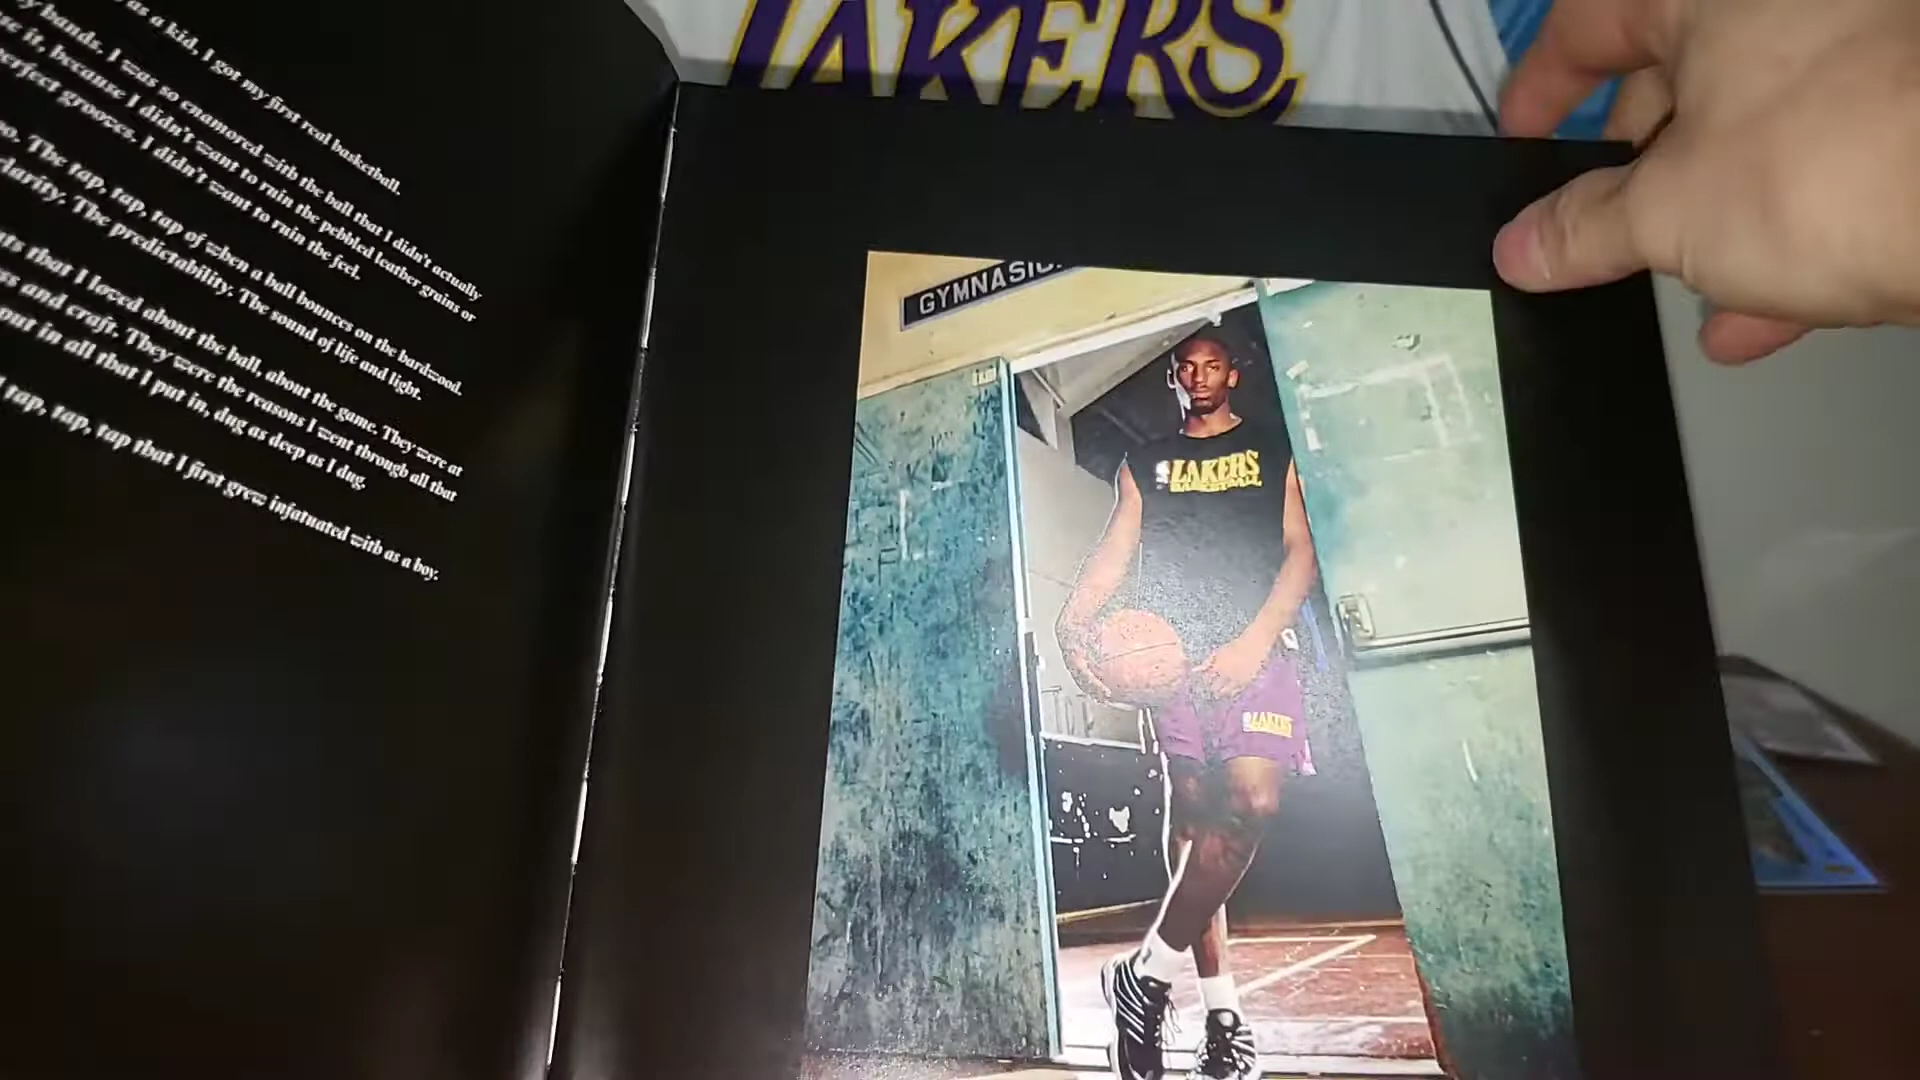 as a kid, I got my first real basketball.
hands. I was so enamored with the ball that I didn't actually
it, because I didn't want to ruin the pebbled leather grains or
perfect grooves. I didn't want to ruin the feel.
The tap, tap, tap of when a ball bounces on the hardwood.
clarity. The predictability. The sound of life and light.
that I loved about the ball, about the game. They were at
and craft. They were the reasons I went through all that
put in all that I put in, dug as deep as I dug.
tap, tap, tap that I first grew infatuated with as a boy.
LAKERS
GYMNASIU
LAKERS
BASKETBALL
LAKERS